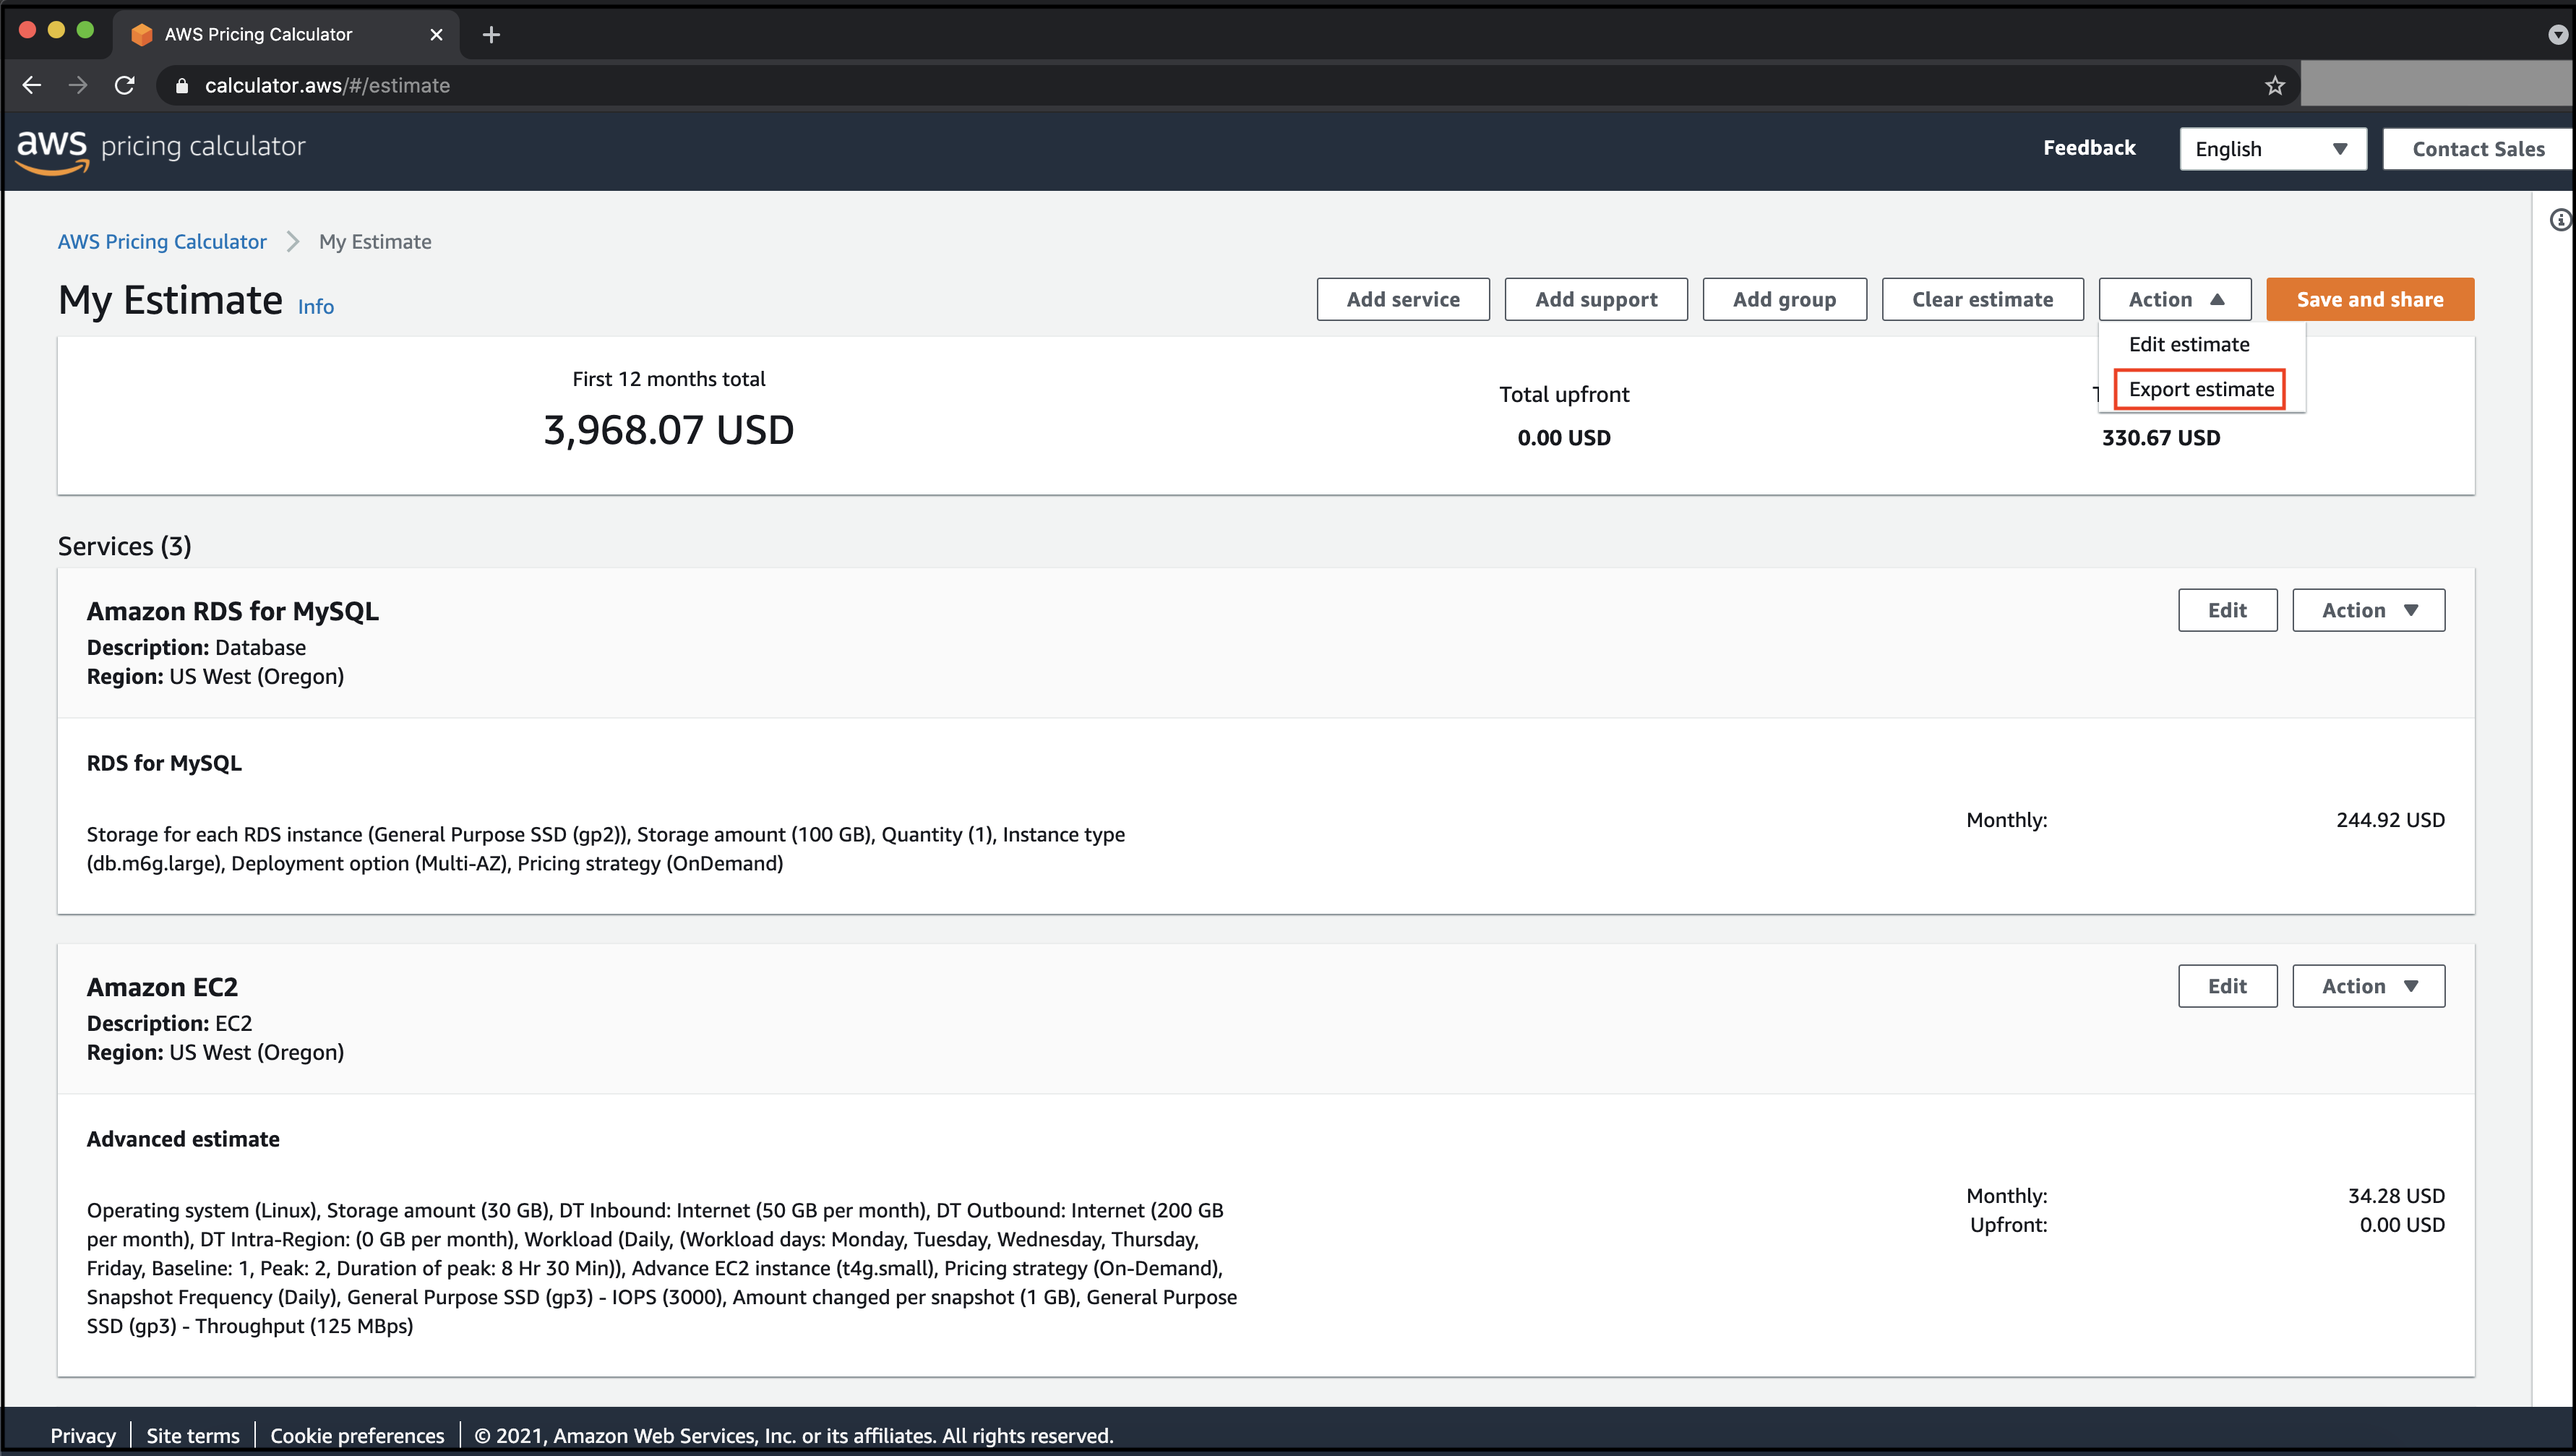 AWS Pricing Calculator
calculator.aws/#/estimate
aws pricing calculator
Feedback
English
Contact Sales
AWS Pricing Calculator
My Estimate
My Estimate Info
Add service
Add support
Add group
Clear estimate
Action
Save and share
Edit estimate
Export estimate
First 12 months total
3,968.07 USD
Total upfront
0.00 USD
330.67 USD
Services (3)
Amazon RDS for MySQL
Edit
Action
Description: Database
Region: US West (Oregon)
RDS for MySQL
Storage for each RDS instance (General Purpose SSD (gp2)), Storage amount (100 GB), Quantity (1), Instance type
(db.m6g.large), Deployment option (Multi-AZ), Pricing strategy (OnDemand)
Monthly: 244.92 USD
Amazon EC2
Edit
Action
Description: EC2
Region: US West (Oregon)
Advanced estimate
Operating system (Linux), Storage amount (30 GB), DT Inbound: Internet (50 GB per month), DT Outbound: Internet (200 GB
per month), DT Intra-Region: (0 GB per month), Workload (Daily, (Workload days: Monday, Tuesday, Wednesday, Thursday,
Friday, Baseline: 1, Peak: 2, Duration of peak: 8 Hr 30 Min)), Advance EC2 instance (t4g.small), Pricing strategy (On-Demand),
Snapshot Frequency (Daily), General Purpose SSD (gp3) - IOPS (3000), Amount changed per snapshot (1 GB), General Purpose
SSD (gp3) - Throughput (125 MBps)
Monthly: 34.28 USD
Upfront: 0.00 USD
Privacy
Site terms
Cookie preferences
© 2021, Amazon Web Services, Inc. or its affiliates. All rights reserved.